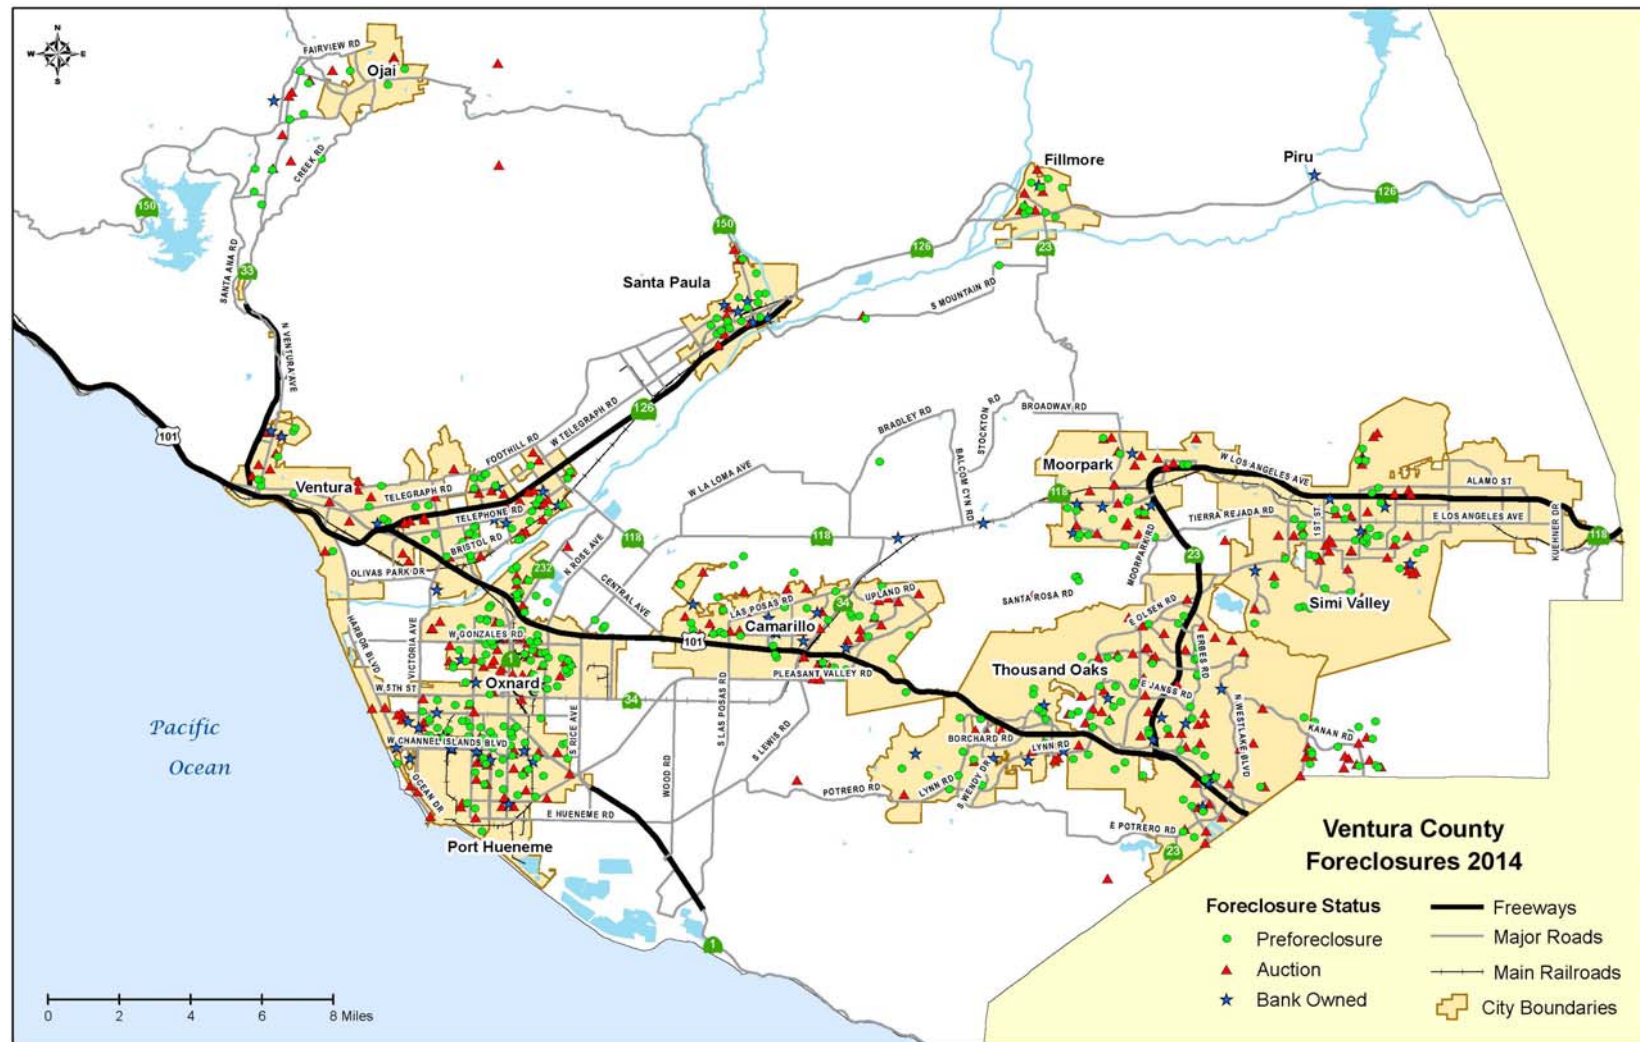 N
W E
S
FAIRVIEW RD
Ojai
CREEK RD
150
SANTA ANA RD
33
N VENTURA AVE
Fillmore
Piru
126
150
126
23
Santa Paula
S MOUNTAIN RD
126
W TELEGRAPH RD
FOOTHILL RD
101
Ventura
TELEGRAPH RD
TELEPHONE RD
BRISTOL RD
OLIVAS PARK DR
HARBOR BLVD
VICTORIA AVE
W GONZALES RD
232
N ROSE AVE
CENTRAL AVE
118
W LA LOMA AVE
118
BRADLEY RD
BALCOM CYN RD
STOCKTON RD
BROADWAY RD
Moorpark
118
W LOS ANGELES AVE
ALAMO ST
E LOS ANGELES AVE
1ST ST
KUEHNER DR
118
TIERRA REJADA RD
MOORPARK RD
23
Simi Valley
SANTA ROSA RD
LAS POSAS RD
UPLAND RD
34
Camarillo
101
PLEASANT VALLEY RD
1
Oxnard
W 5TH ST
34
S RICE AVE
W CHANNEL ISLANDS BLVD
OCEAN DR
E HUENEME RD
Port Hueneme
WOOD RD
S LAS POSAS RD
S LEWIS RD
POTRERO RD
E OLSEN RD
ERBES RD
Thousand Oaks
E JANSS RD
N WESTLAKE BLVD
KANAN RD
BORCHARD RD
LYNN RD
LYNN RD
S WENDY DR
E POTRERO RD
23
1
Pacific
Ocean
0 2 4 6 8 Miles
Ventura County
Foreclosures 2014
Foreclosure Status
Preforeclosure
Auction
Bank Owned
Freeways
Major Roads
Main Railroads
City Boundaries